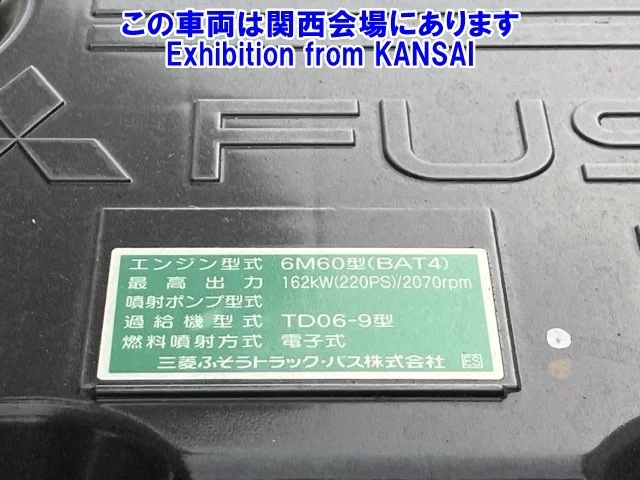 この車両は関西会場にあります
Exhibition from KANSAI
FUS
エンジン型式 6M60型(BAT4)
最高出力 162kW(220PS)/2070rpm
噴射ポンプ型式
過給機型式 TD06-9型
燃料噴射方式 電子式
三菱ふそうトラック・バス株式会社 ES